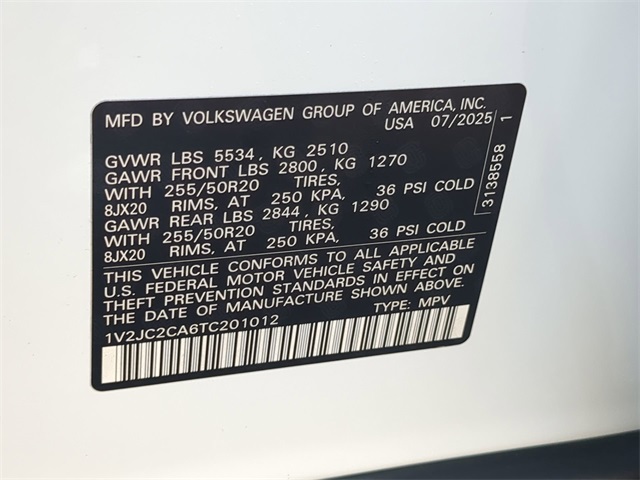 MFD BY VOLKSWAGEN GROUP OF AMERICA, INC.
USA 07/2025
GVWR LBS 5534, KG 2510
GAWR FRONT LBS 2800, KG 1270
WITH 255/50R20 TIRES,
8JX20 RIMS, AT 250 KPA, 36 PSI COLD
GAWR REAR LBS 2844, KG 1290
WITH 255/50R20 TIRES,
8JX20 RIMS, AT 250 KPA, 36 PSI COLD
THIS VEHICLE CONFORMS TO ALL APPLICABLE
U.S. FEDERAL MOTOR VEHICLE SAFETY AND
THEFT PREVENTION STANDARDS IN EFFECT ON
THE DATE OF MANUFACTURE SHOWN ABOVE.
1V2JC2CA6TC201012 TYPE: MPV
3138558 1